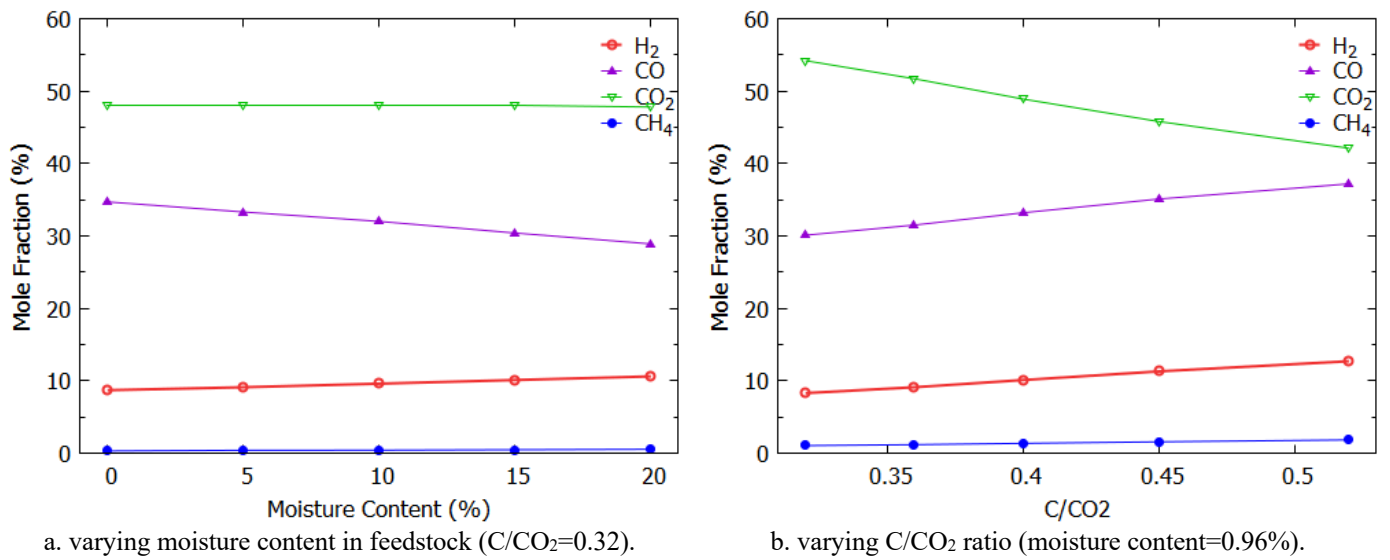 60
50
40
30
20
10
0
Mole Fraction (%)
H₂
CO
CO₂
CH₄
0 5 10 15 20
Moisture Content (%)
a. varying moisture content in feedstock (C/CO₂=0.32).
60
50
40
30
20
10
0
Mole Fraction (%)
H₂
CO
CO₂
CH₄
0.35 0.4 0.45 0.5
C/CO2
b. varying C/CO₂ ratio (moisture content=0.96%).